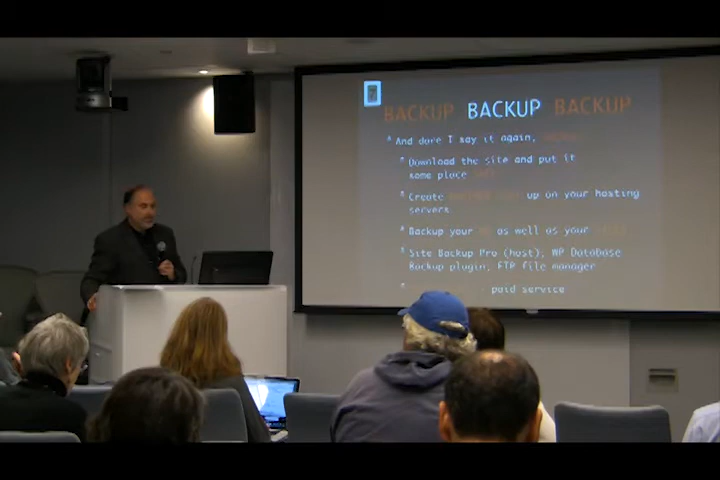 BACKUP BACKUP BACKUP
* And dare I say it again,
* Download the site and put it
some place
* Create up on your hosting
servers
* Backup your as well as your
* Site Backup Pro (host), WP DataBase
Backup plugin, FTP file manager
* paid service